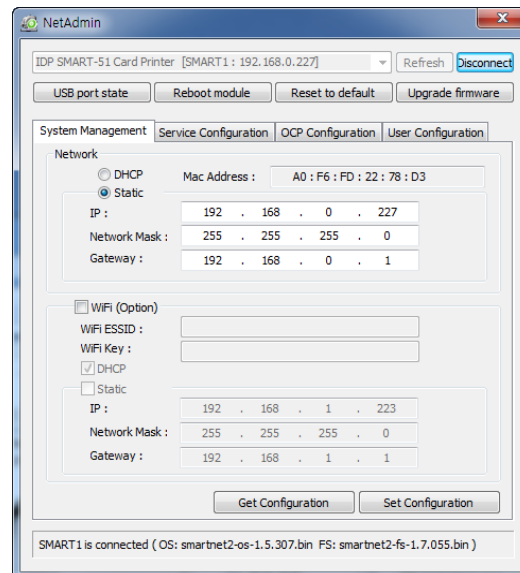 NetAdmin
IDP SMART-51 Card Printer [SMART1 : 192.168.0.227] Refresh Disconnect
USB port state Reboot module Reset to default Upgrade firmware
System Management Service Configuration OCP Configuration User Configuration
Network
DHCP Mac Address : A0 : F6 : FD : 22 : 78 : D3
Static
IP : 192 . 168 . 0 . 227
Network Mask : 255 . 255 . 255 . 0
Gateway : 192 . 168 . 0 . 1
WiFi (Option)
WiFi ESSID :
WiFi Key :
DHCP
Static
IP : 192 . 168 . 1 . 223
Network Mask : 255 . 255 . 255 . 0
Gateway : 192 . 168 . 1 . 1
Get Configuration Set Configuration
SMART1 is connected ( OS: smartnet2-os-1.5.307.bin FS: smartnet2-fs-1.7.055.bin )